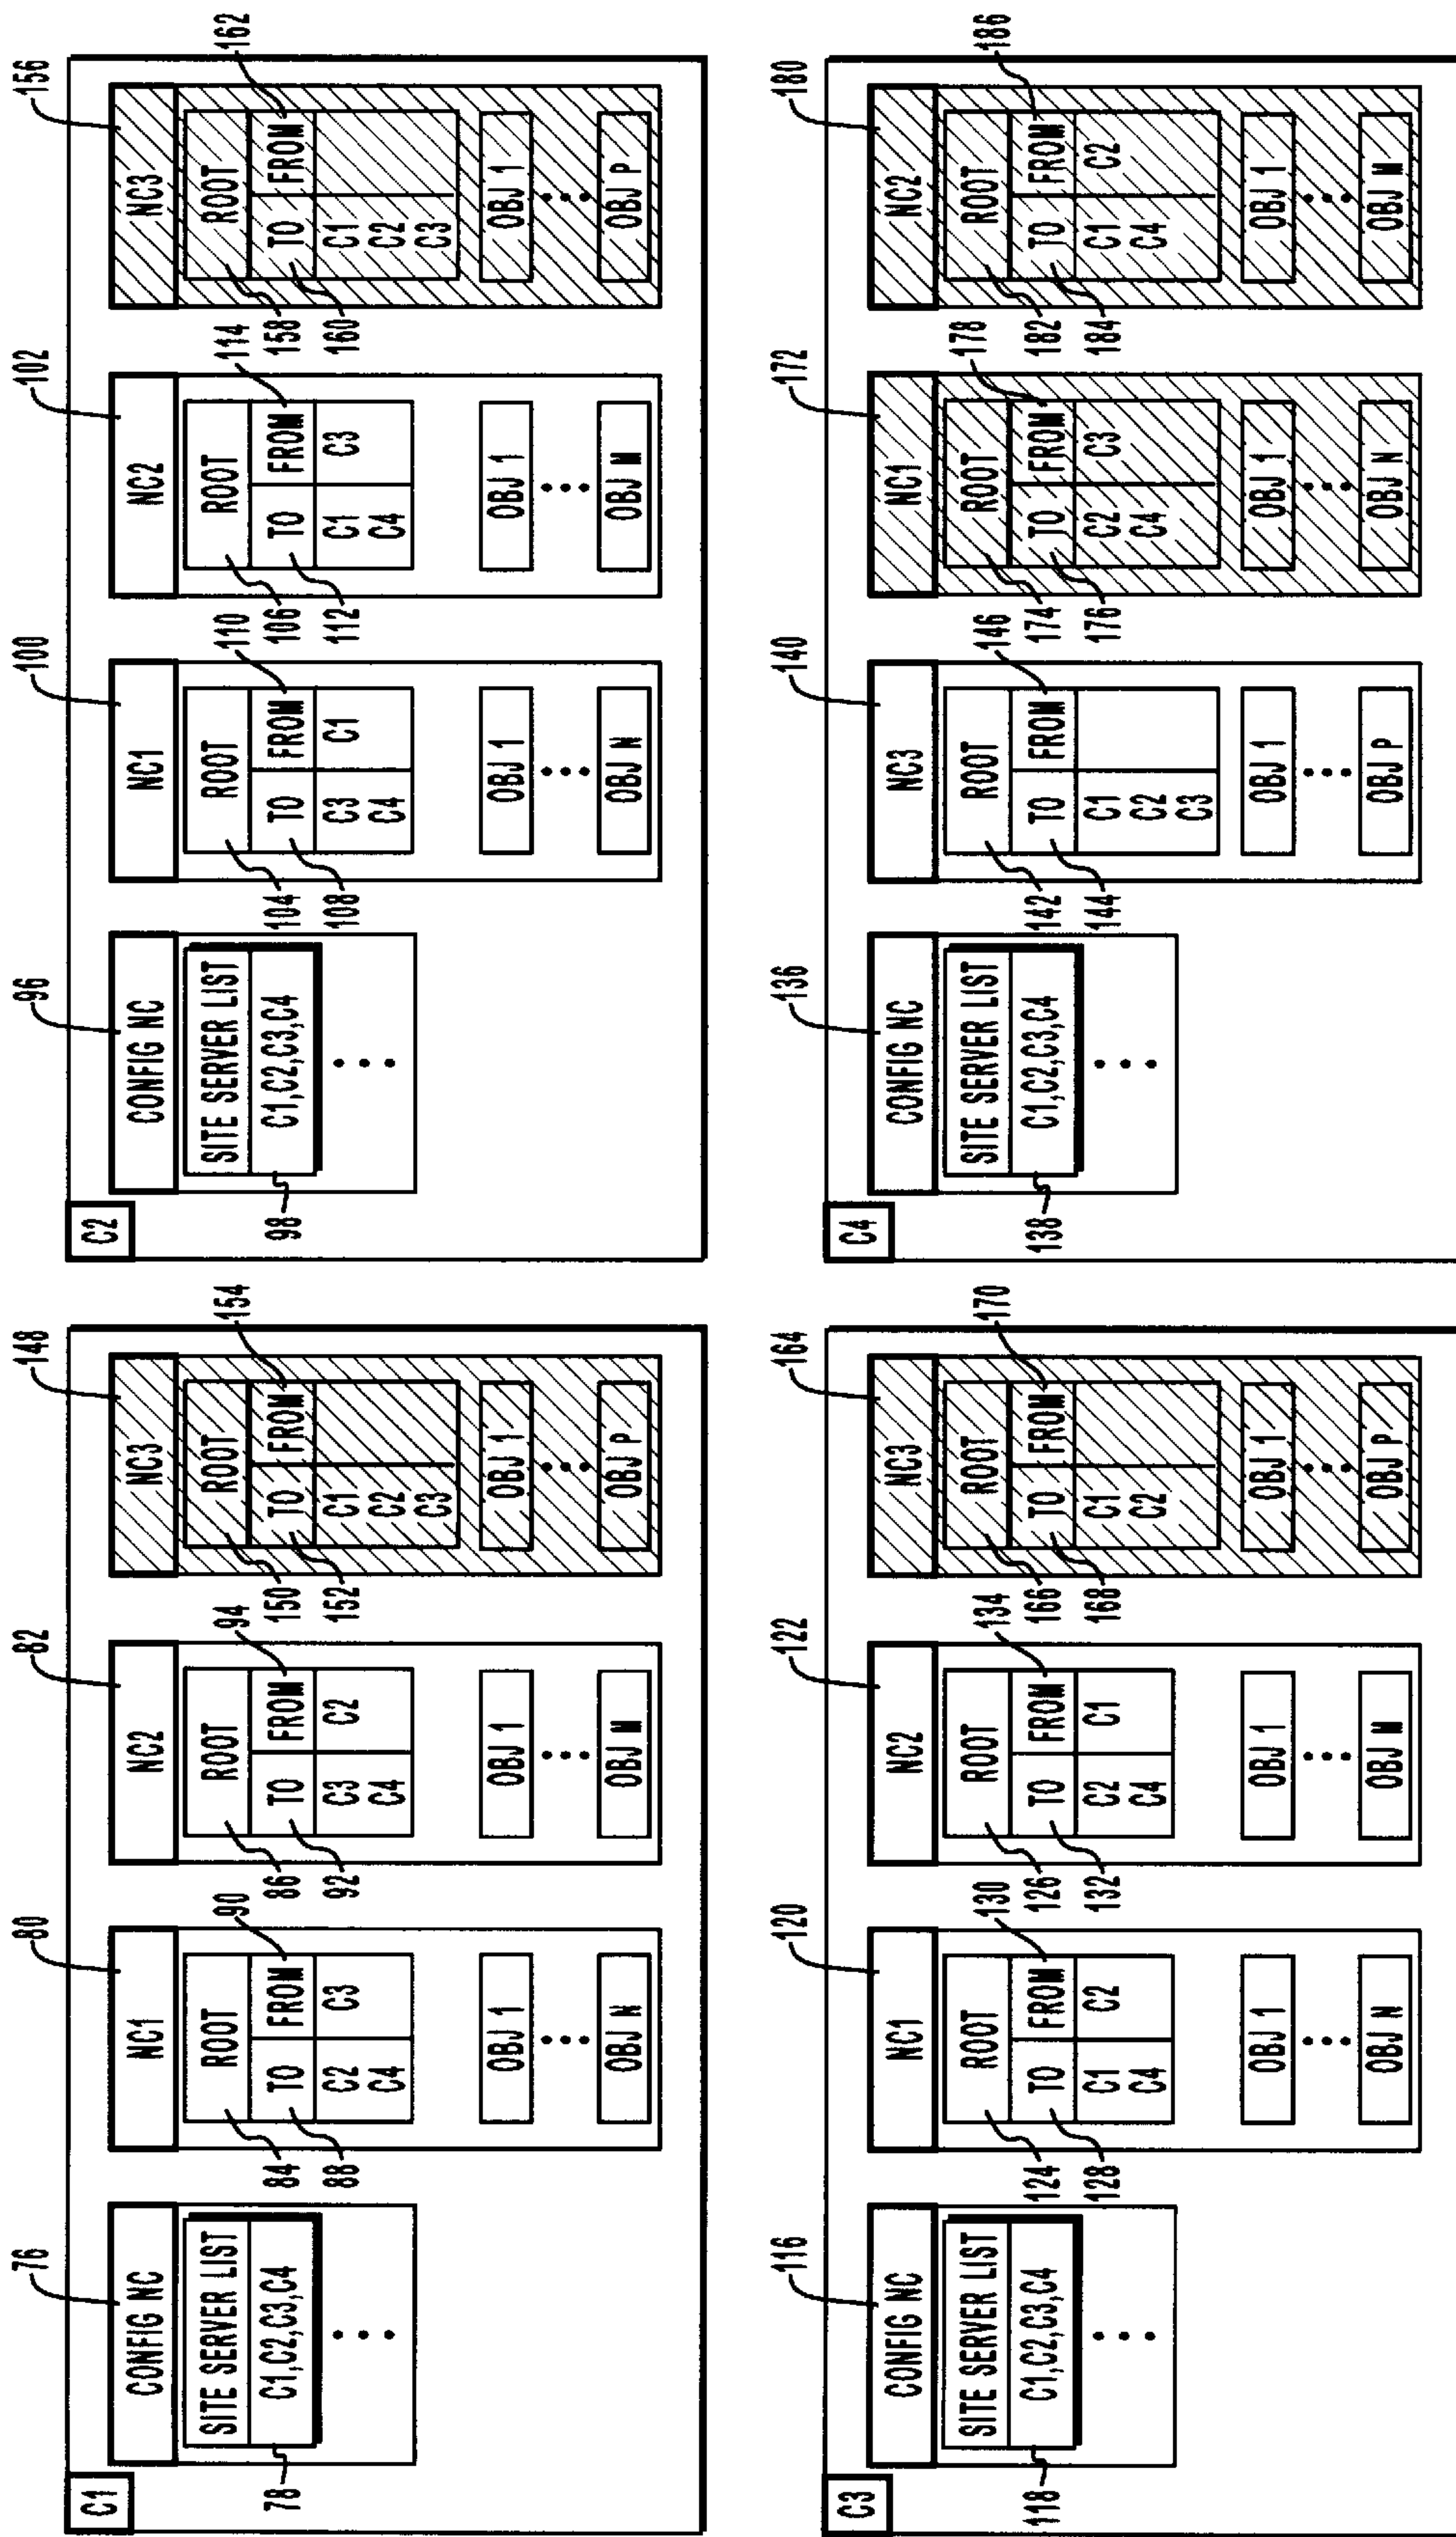 76
80
82
148
C1
CONFIG NC
SITE SERVER LIST
C1,C2,C3,C4
78
NC1
ROOT
TO FROM
C2 C3
C4
OBJ 1
OBJ N
84
88
90
NC2
ROOT
TO FROM
C3 C2
C4
OBJ 1
OBJ M
86
92
94
NC3
ROOT
TO FROM
C1
C2
C3
OBJ 1
OBJ P
150
152
154
96
100
102
156
C2
CONFIG NC
SITE SERVER LIST
C1,C2,C3,C4
98
NC1
ROOT
TO FROM
C3 C1
C4
OBJ 1
OBJ N
104
108
110
NC2
ROOT
TO FROM
C1 C3
C4
OBJ 1
OBJ M
106
112
114
NC3
ROOT
TO FROM
C1
C2
C3
OBJ 1
OBJ P
158
160
162
116
120
122
164
C3
CONFIG NC
SITE SERVER LIST
C1,C2,C3,C4
118
NC1
ROOT
TO FROM
C1 C2
C4
OBJ 1
OBJ N
124
128
130
NC2
ROOT
TO FROM
C2 C1
C4
OBJ 1
OBJ M
126
132
134
NC3
ROOT
TO FROM
C1
C2
OBJ 1
OBJ P
166
168
170
136
140
172
180
C4
CONFIG NC
SITE SERVER LIST
C1,C2,C3,C4
138
NC3
ROOT
TO FROM
C1
C2
C3
OBJ 1
OBJ P
142
144
146
NC1
ROOT
TO FROM
C2 C3
C4
OBJ 1
OBJ N
174
176
178
NC2
ROOT
TO FROM
C1 C2
C4
OBJ 1
OBJ M
182
184
186